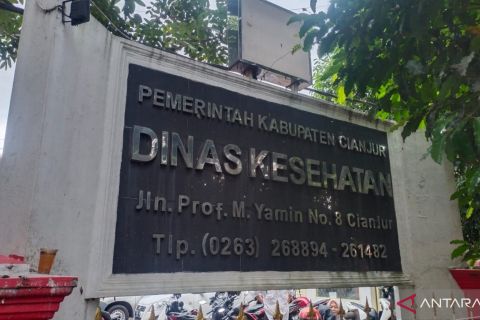 PEMERINTAH KABUPATEN CIANJUR
DINAS KESEHATAN
Jln. Prof. M. Yamin No. 8 Cianjur
Tlp. (0263) 268894 - 261482
ANTARA